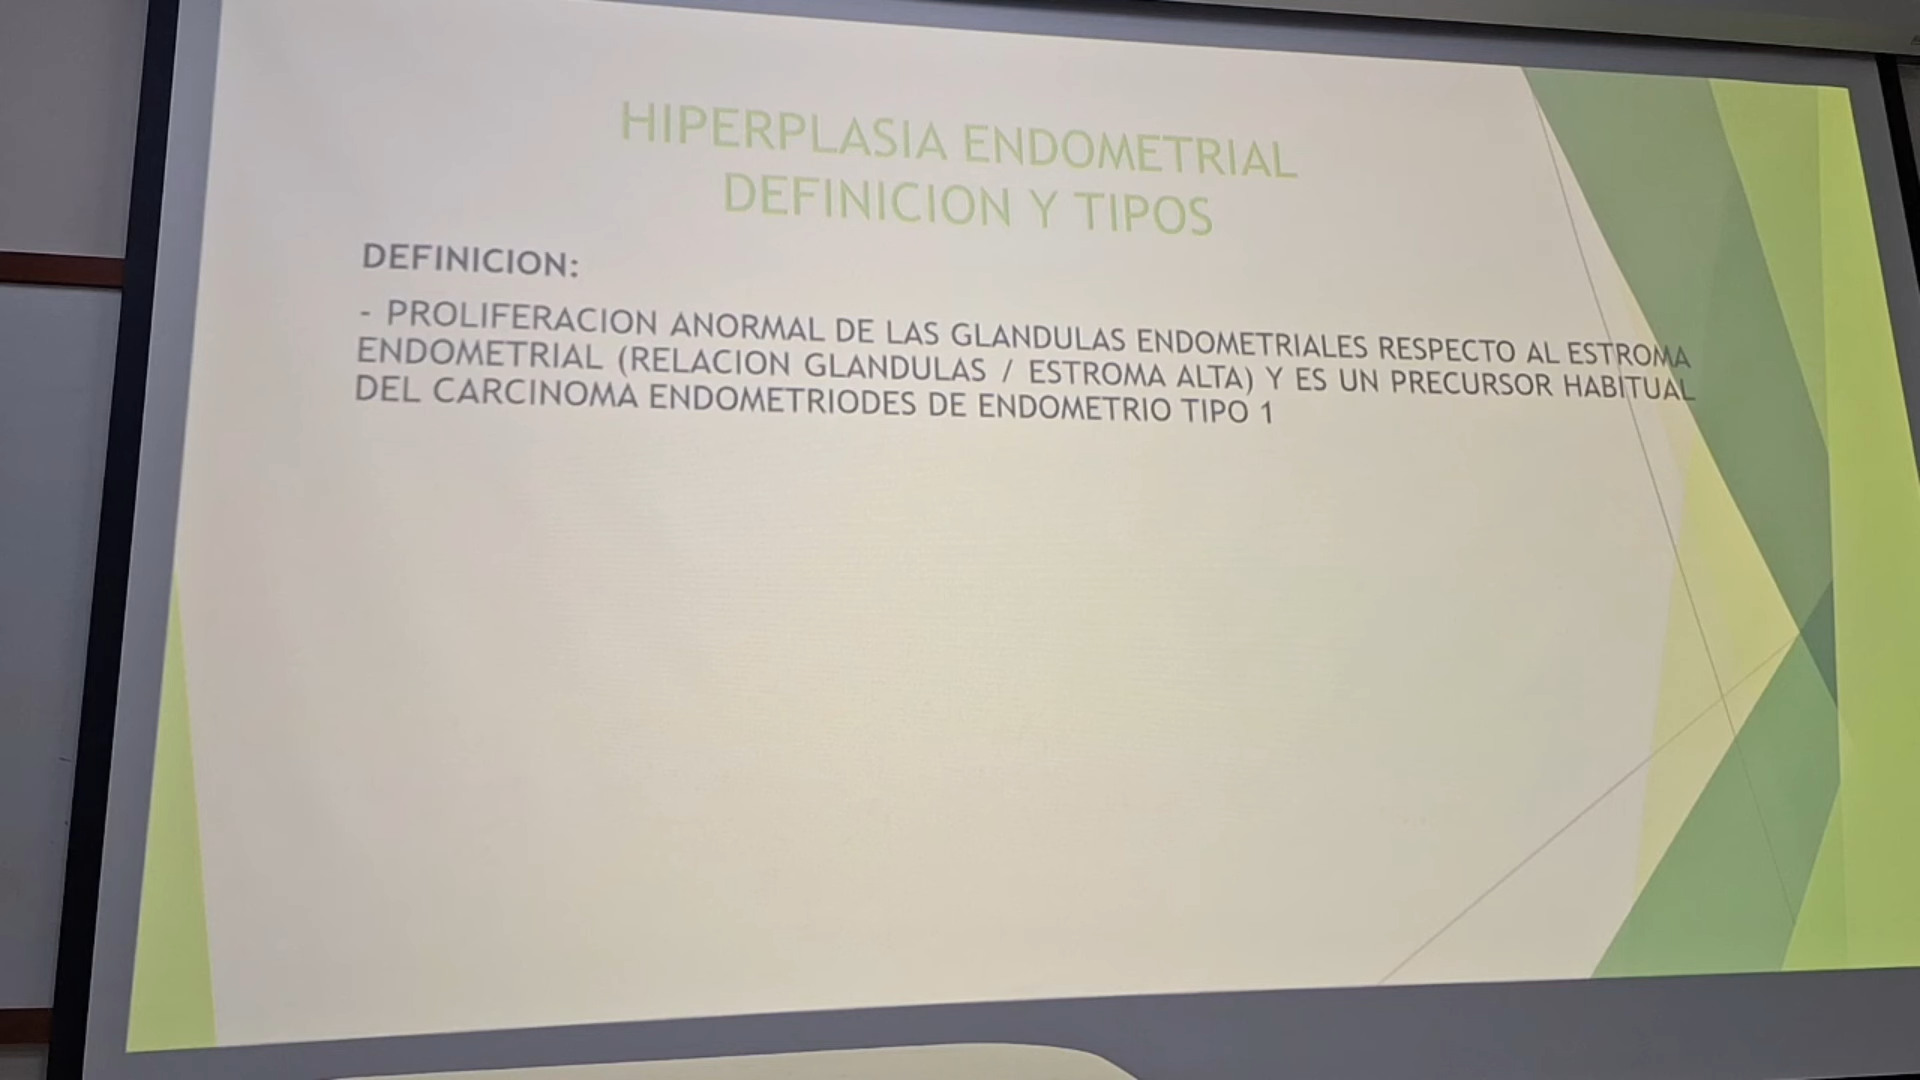 HIPERPLASIA ENDOMETRIAL
DEFINICION Y TIPOS
DEFINICION:
- PROLIFERACION ANORMAL DE LAS GLANDULAS ENDOMETRIALES RESPECTO AL ESTROMA
ENDOMETRIAL (RELACION GLANDULAS / ESTROMA ALTA) Y ES UN PRECURSOR HABITUAL
DEL CARCINOMA ENDOMETRIODES DE ENDOMETRIO TIPO 1